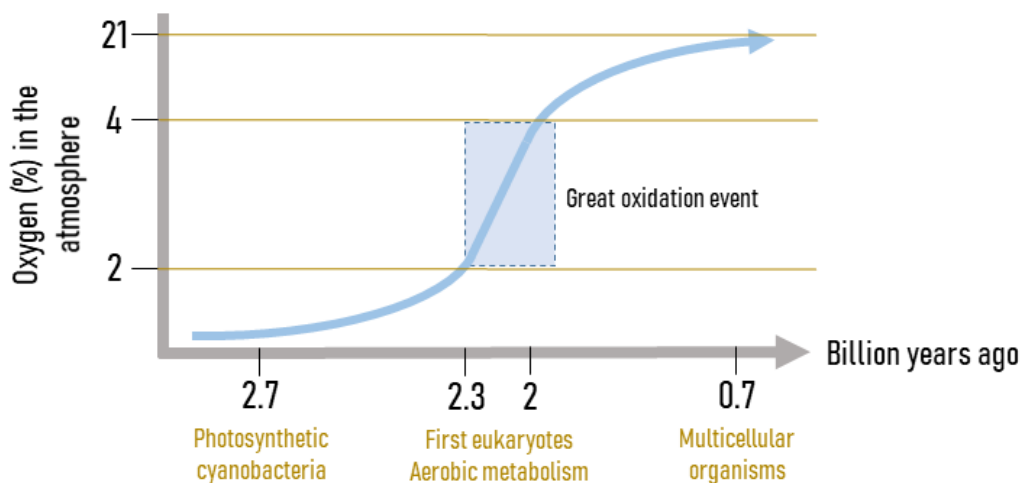 21
Oxygen (%) in the
atmosphere
4
2
Great oxidation event
Billion years ago
2.7
2.3
2
0.7
Photosynthetic
cyanobacteria
First eukaryotes
Aerobic metabolism
Multicellular
organisms